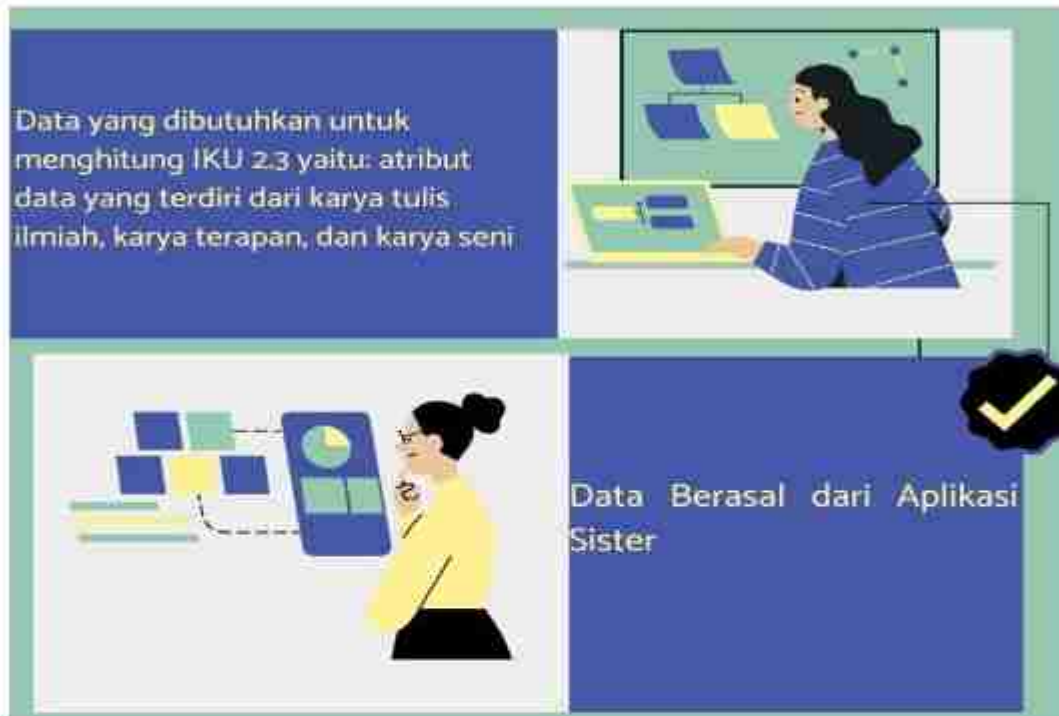 Data yang dibutuhkan untuk
menghitung IKU 2.3 yaitu: atribut
data yang terdiri dari karya tulis
ilmiah, karya terapan, dan karya seni
Data Berasal dari Aplikasi
Sister